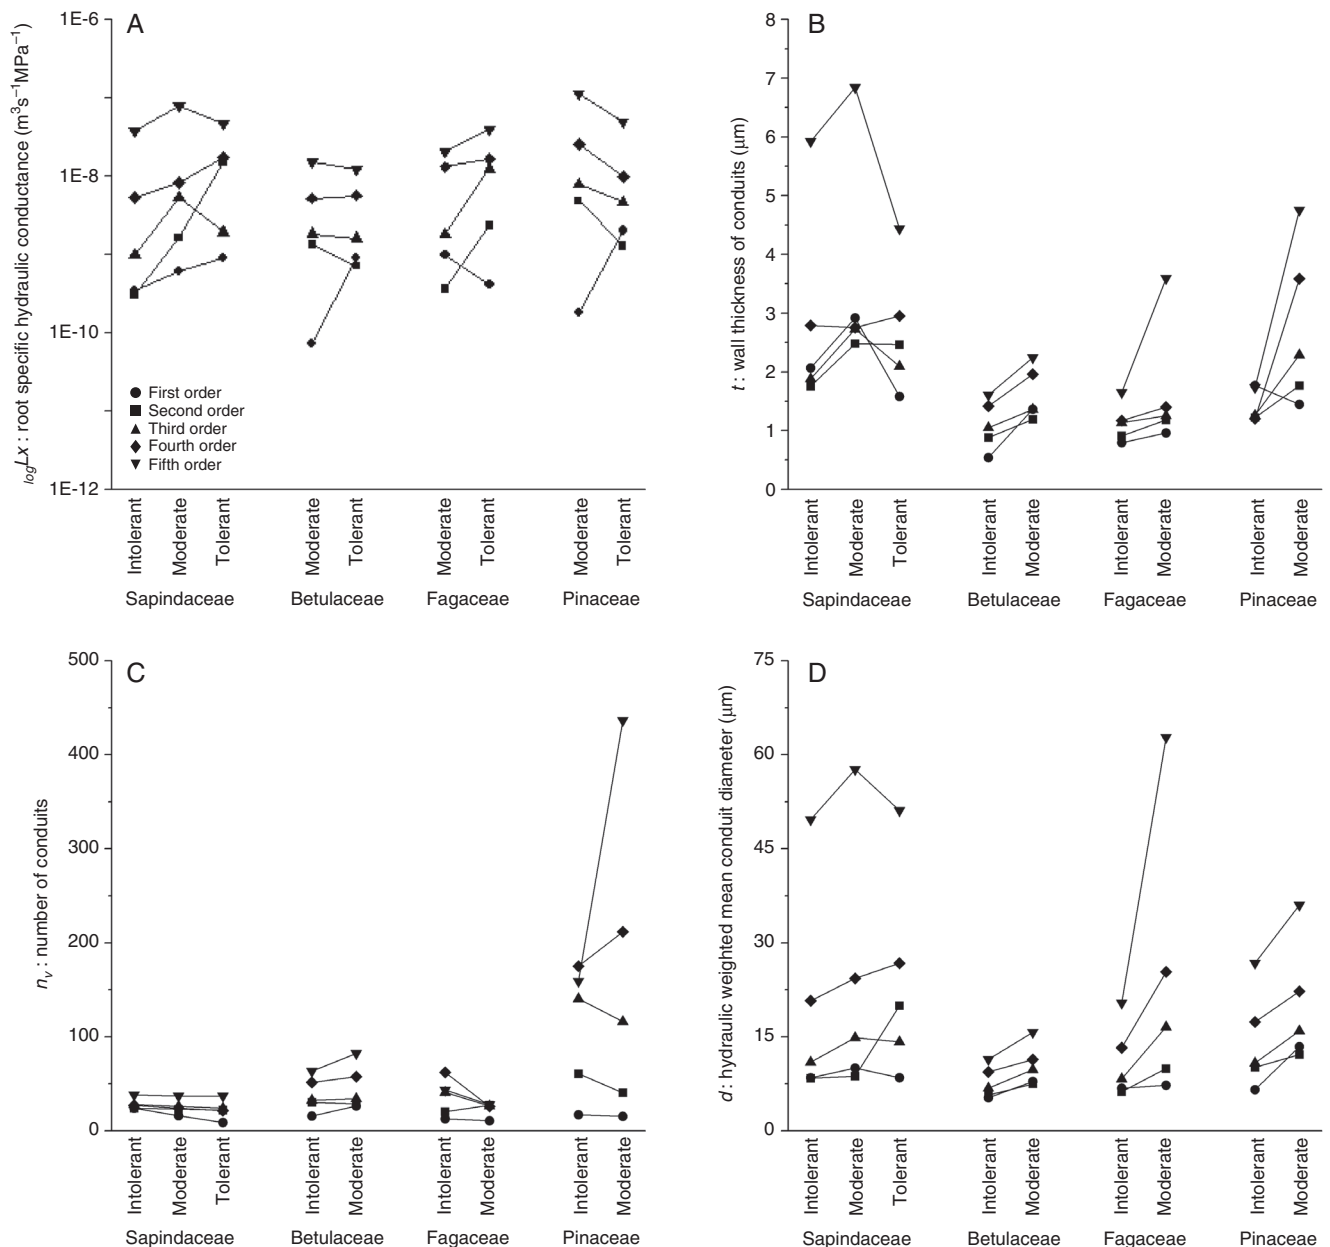 A
1E-6
1E-8
1E-10
1E-12
logLx : root specific hydraulic conductance (m³s⁻¹MPa⁻¹)
First order
Second order
Third order
Fourth order
Fifth order
Intolerant Moderate Tolerant Moderate Tolerant Moderate Tolerant Moderate Tolerant
Sapindaceae Betulaceae Fagaceae Pinaceae
B
8
7
6
5
4
3
2
1
0
t : wall thickness of conduits (μm)
Intolerant Moderate Tolerant Intolerant Moderate Intolerant Moderate Intolerant Moderate
Sapindaceae Betulaceae Fagaceae Pinaceae
C
500
400
300
200
100
0
nᵥ : number of conduits
Intolerant Moderate Tolerant Intolerant Moderate Intolerant Moderate Intolerant Moderate
Sapindaceae Betulaceae Fagaceae Pinaceae
D
75
60
45
30
15
0
d : hydraulic weighted mean conduit diameter (μm)
Intolerant Moderate Tolerant Intolerant Moderate Intolerant Moderate Intolerant Moderate
Sapindaceae Betulaceae Fagaceae Pinaceae